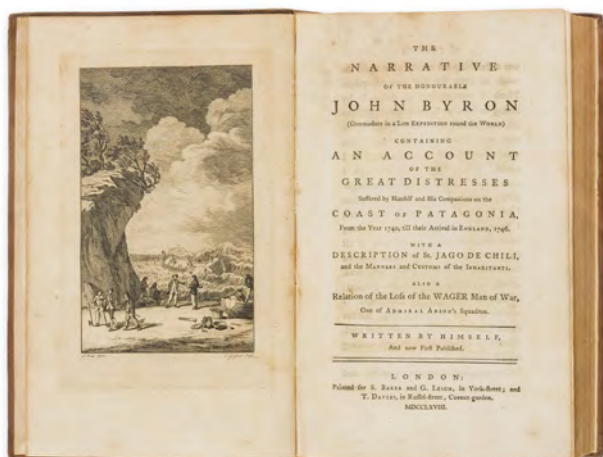 THE
NARRATIVE
OF THE HONOURABLE
JOHN BYRON
(Commodore in a Late EXPEDITION round the WORLD)
CONTAINING
AN ACCOUNT
OF THE
GREAT DISTRESSES
Suffered by Himself and His Companions on the
COAST OF PATAGONIA,
From the Year 1740, till their Arrival in ENGLAND, 1746.
WITH A
DESCRIPTION of St. JAGO DE CHILI,
and the MANNERS and CUSTOMS of the INHABITANTS.
ALSO A
Relation of the Loſs of the WAGER Man of War,
One of ADMIRAL ANSON's Squadron.
WRITTEN BY HIMSELF,
And now Firſt Publiſhed.
LONDON:
Printed for S. BAKER and G. LEIGH, in York-ſtreet; and
T. DAVIES, in Ruſſel-ſtreet, Covent-garden.
MDCCLXVIII.